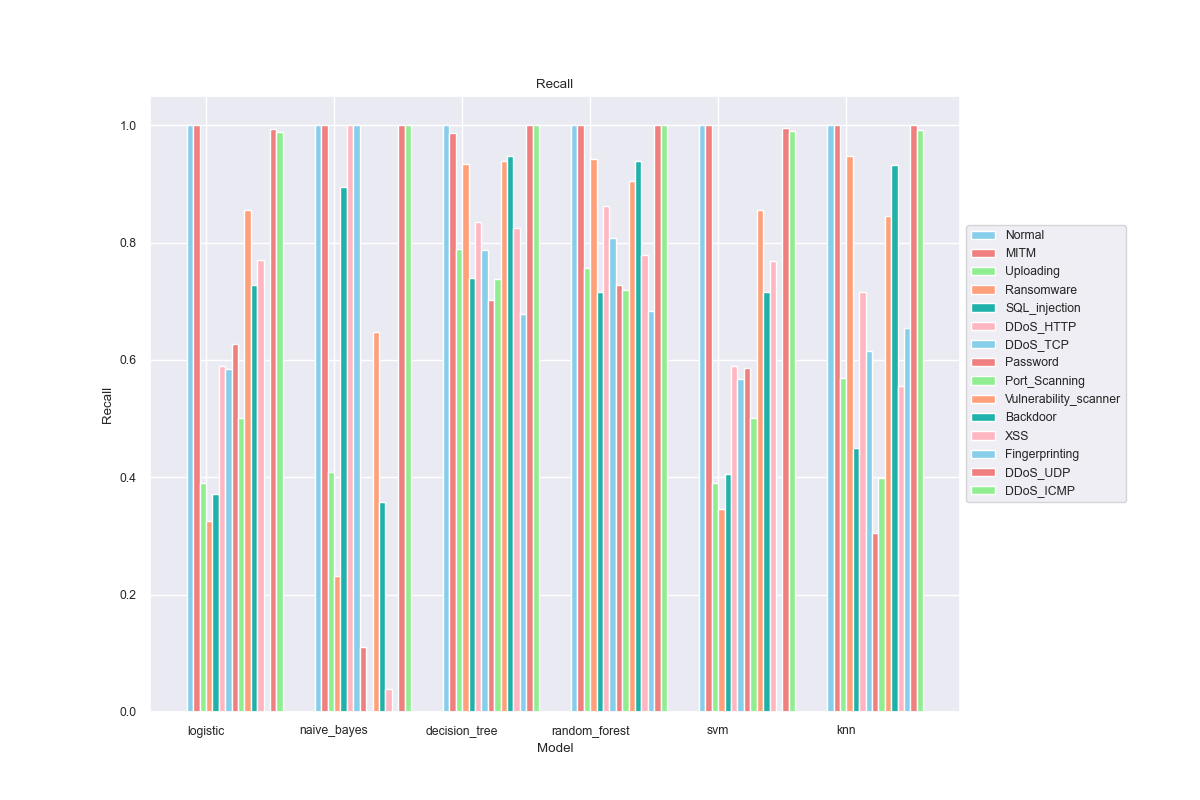 Recall
1.0
0.8
0.6
0.4
0.2
0.0
Recall
logistic
naive_bayes
decision_tree
random_forest
svm
knn
Model
Normal
MITM
Uploading
Ransomware
SQL_injection
DDoS_HTTP
DDoS_TCP
Password
Port_Scanning
Vulnerability_scanner
Backdoor
XSS
Fingerprinting
DDoS_UDP
DDoS_ICMP